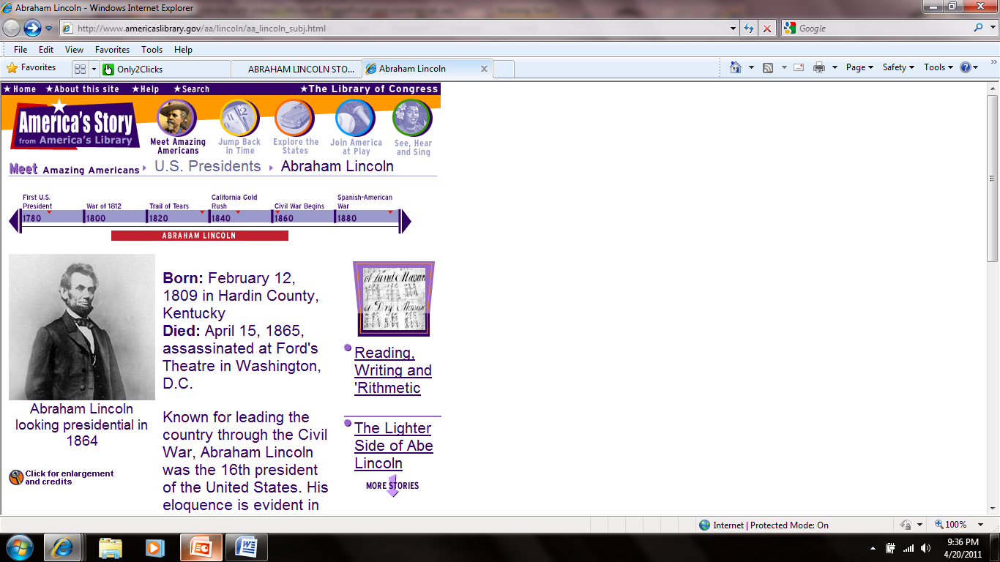 Abraham Lincoln - Windows Internet Explorer
http://www.americaslibrary.gov/aa/lincoln/aa_lincoln_subj.html
Google
File Edit View Favorites Tools Help
Favorites Only2Clicks ABRAHAM LINCOLN STO... Abraham Lincoln Page Safety Tools
Home About this site Help Search The Library of Congress
America's Story
from America's Library
Meet Amazing
Americans
Jump Back
in Time
Explore the
States
Join America
at Play
See, Hear
and Sing
Meet Amazing Americans U.S. Presidents Abraham Lincoln
First U.S.
President
War of 1812
Trail of Tears
California Gold
Rush
Civil War Begins
Spanish-American
War
1780 1800 1820 1840 1860 1880
ABRAHAM LINCOLN
Abraham Lincoln
looking presidential in
1864
Click for enlargement
and credits
Born: February 12,
1809 in Hardin County,
Kentucky
Died: April 15, 1865,
assassinated at Ford's
Theatre in Washington,
D.C.
Known for leading the
country through the Civil
War, Abraham Lincoln
was the 16th president
of the United States. His
eloquence is evident in
Reading,
Writing and
'Rithmetic
The Lighter
Side of Abe
Lincoln
MORE STORIES
Internet | Protected Mode: On 100%
9:36 PM
4/20/2011